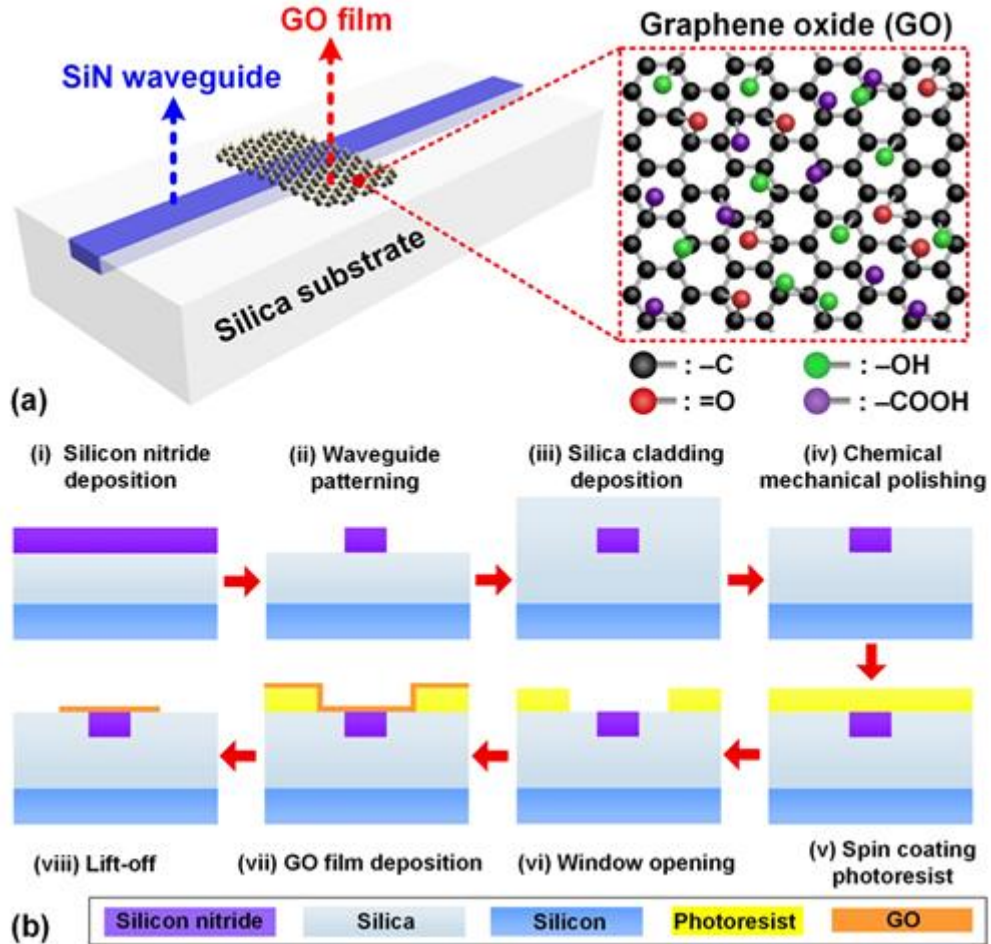 GO film
Graphene oxide (GO)
SiN waveguide
Silica substrate
: –C
: –OH
: =O
: –COOH
(a)
(i) Silicon nitride
deposition
(ii) Waveguide
patterning
(iii) Silica cladding
deposition
(iv) Chemical
mechanical polishing
(viii) Lift-off
(vii) GO film deposition
(vi) Window opening
(v) Spin coating
photoresist
(b)
Silicon nitride
Silica
Silicon
Photoresist
GO